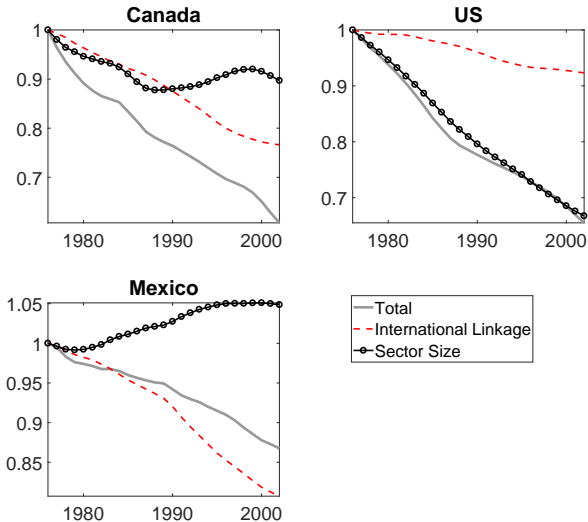 Canada
1
0.9
0.8
0.7
1980 1990 2000
US
1
0.9
0.8
0.7
1980 1990 2000
Mexico
1.05
1
0.95
0.9
0.85
1980 1990 2000
Total
International Linkage
Sector Size